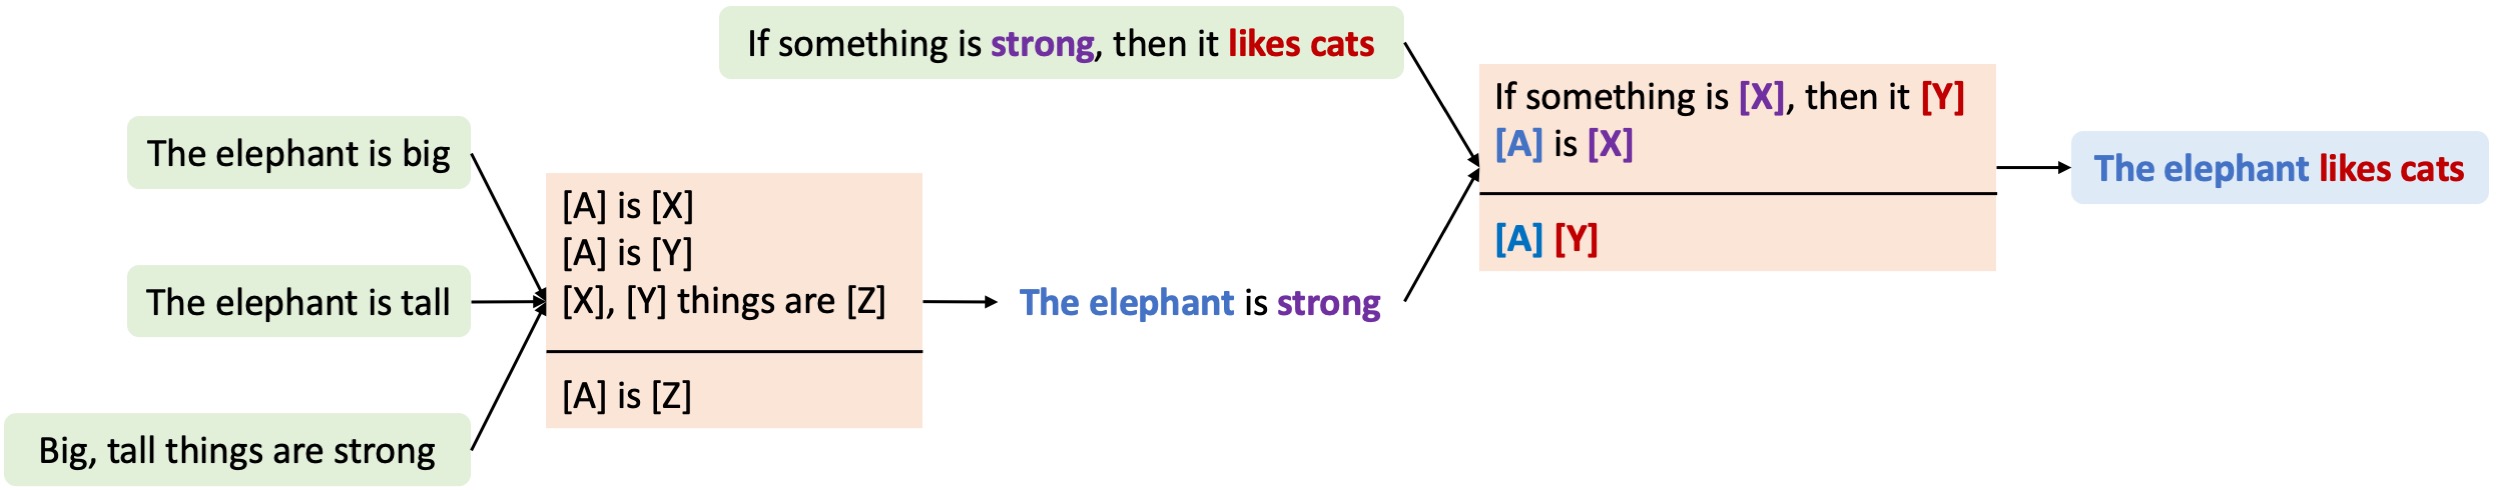 If something is strong, then it likes cats
The elephant is big
The elephant is tall
Big, tall things are strong
[A] is [X]
[A] is [Y]
[X], [Y] things are [Z]
[A] is [Z]
The elephant is strong
If something is [X], then it [Y]
[A] is [X]
[A] [Y]
The elephant likes cats